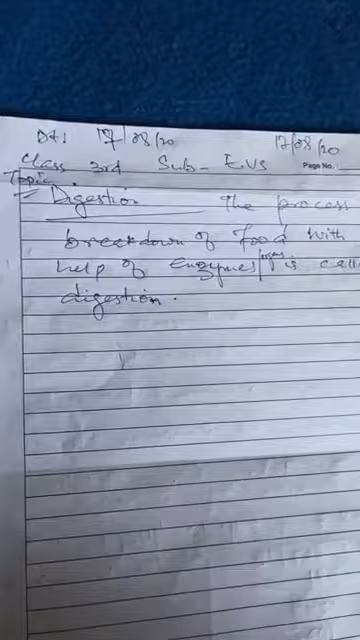 Dt: 17/08/20 17/08/20
Class 3rd Sub- EVS Page No.:
Topic.
Digestion The process
breakdown of food with
help of enzymes is call
digestion.